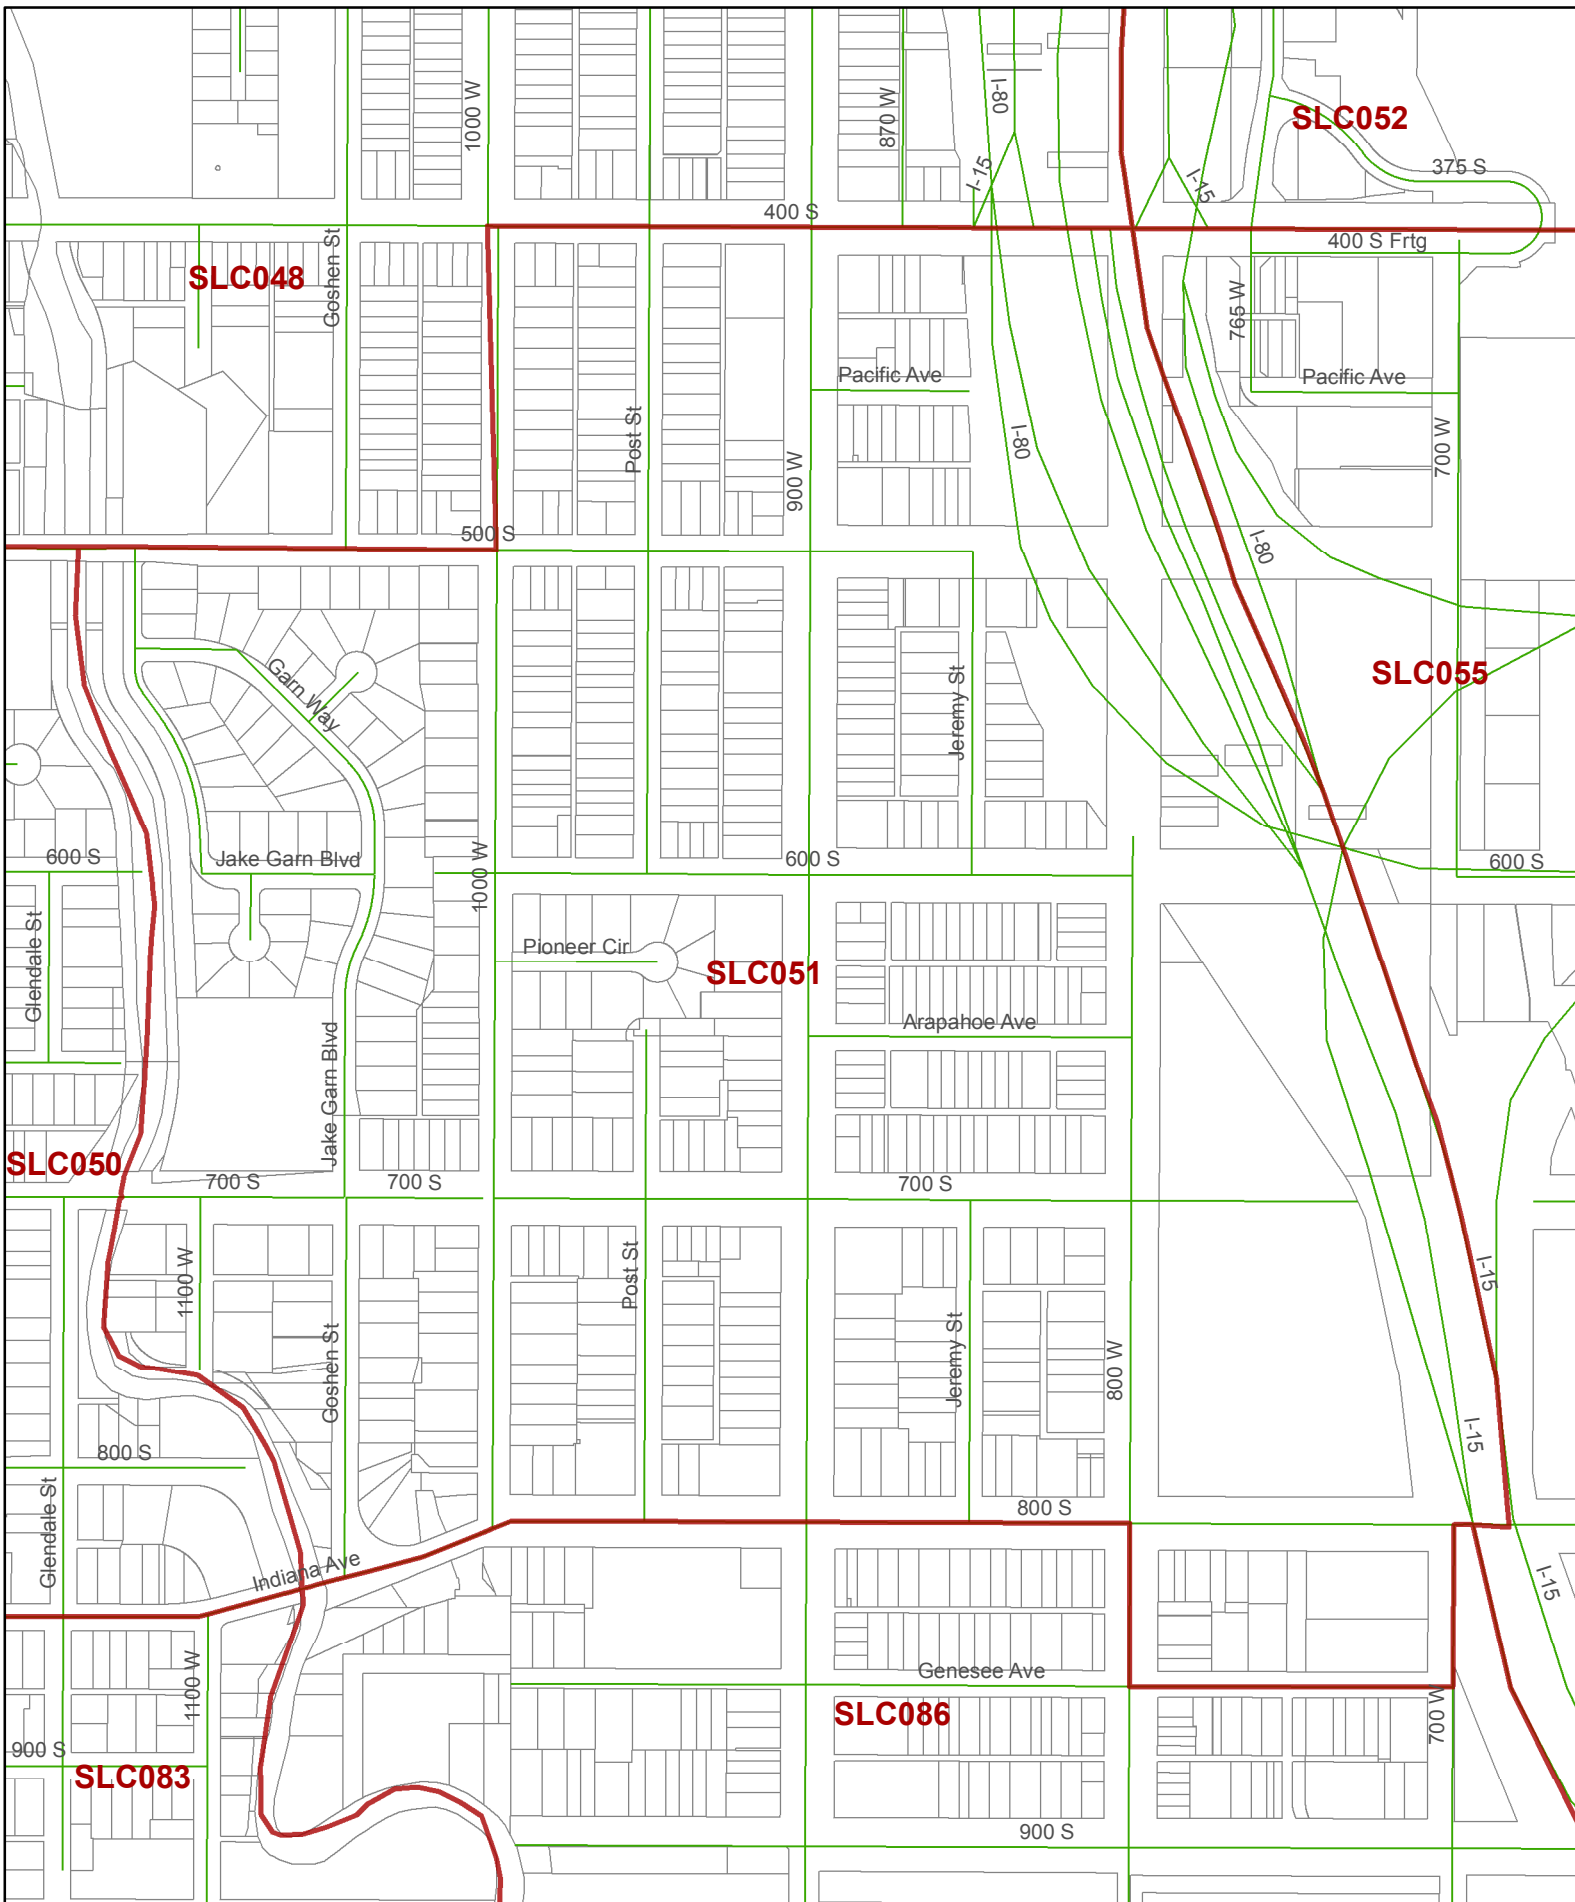 I-80
1000 W
870 W
SLC052
I-15
375 S
I-15
400 S
400 S Frtg
SLC048
Goshen St
765 W
Pacific Ave
Pacific Ave
Post St
I-80
700 W
900 W
500 S
I-80
Garn Way
SLC055
Jeremy St
600 S
Jake Garn Blvd
600 S
600 S
1000 W
Glendale St
Pioneer Cir
SLC051
Arapahoe Ave
Jake Garn Blvd
SLC050
700 S
700 S
700 S
1100 W
Post St
I-15
Goshen St
Jeremy St
800 W
I-15
800 S
800 S
Glendale St
Indiana Ave
I-15
1100 W
Genesee Ave
SLC086
700 W
900 S
SLC083
900 S